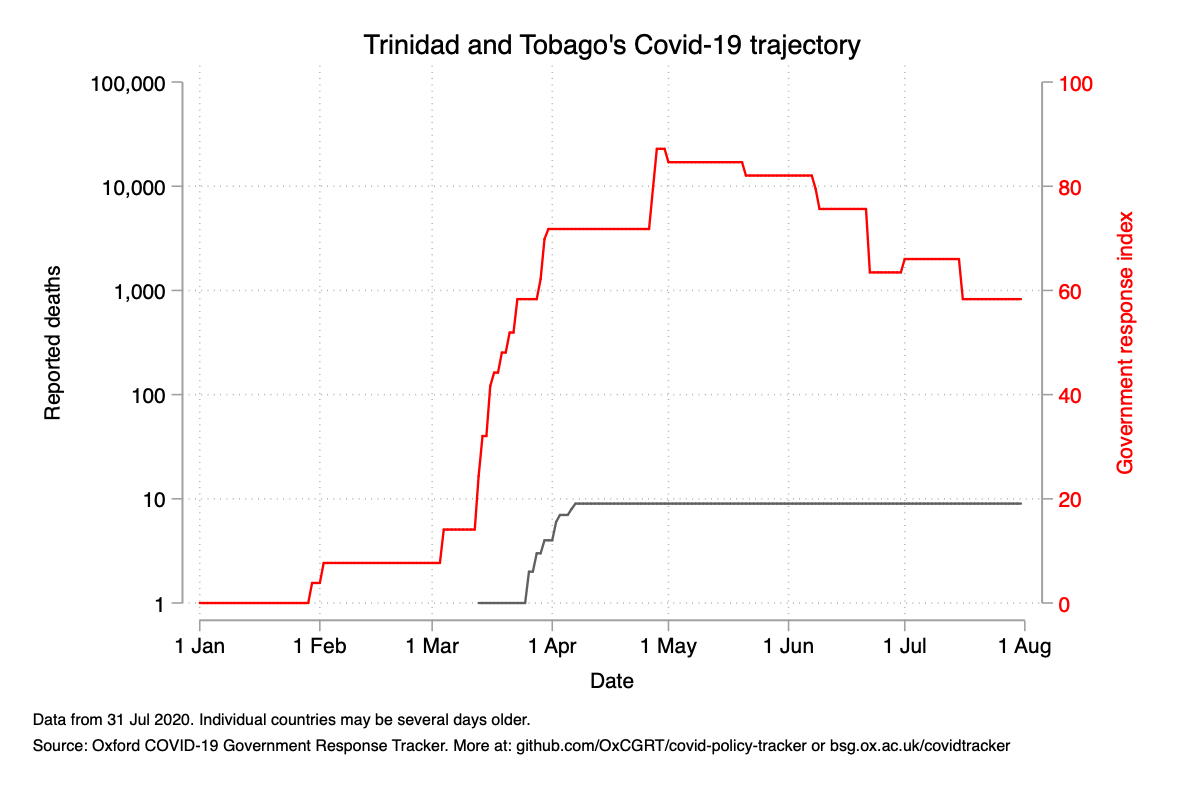 Trinidad and Tobago's Covid-19 trajectory
100,000
10,000
1,000
100
10
1
Reported deaths
100
80
60
40
20
0
Government response index
1 Jan 1 Feb 1 Mar 1 Apr 1 May 1 Jun 1 Jul 1 Aug
Date
Data from 31 Jul 2020. Individual countries may be several days older.
Source: Oxford COVID-19 Government Response Tracker. More at: github.com/OxCGRT/covid-policy-tracker or bsg.ox.ac.uk/covidtracker